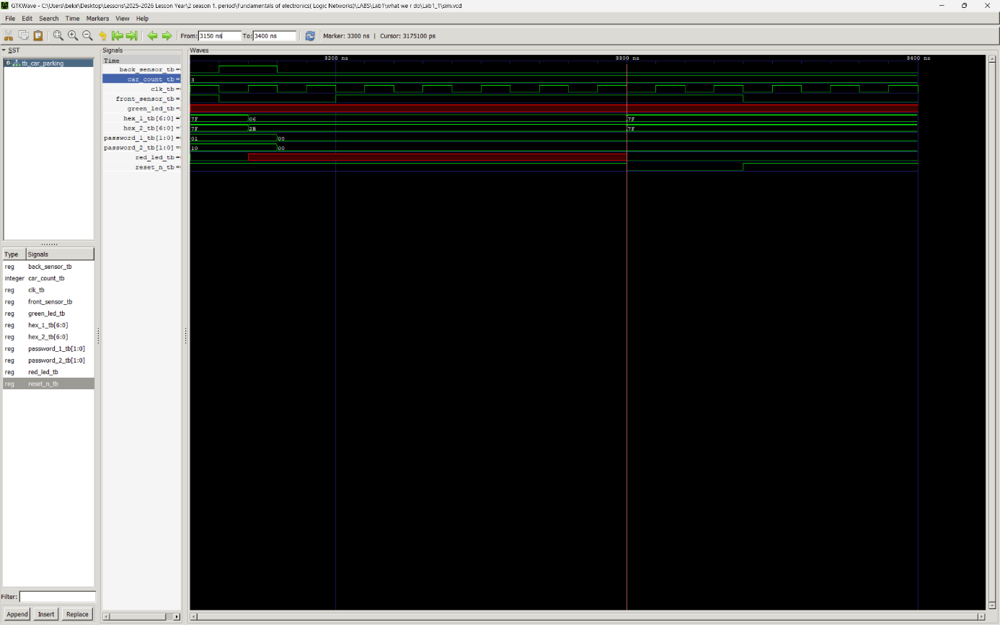 GTKWave - C:\Users\bekir\Desktop\Lessons\2025-2026 Lesson Year\2 season 1. period\Fundamentals of electronics( Logic Networks)\LABS\Lab1\what we r do\Lab1_1\sim.vcd
File Edit Search Time Markers View Help
From: 3150 ns To: 3400 ns Marker: 3300 ns | Cursor: 3175100 ps
SST
tb_car_parking
Signals
Time
back_sensor_tb=
car_count_tb=
clk_tb=
front_sensor_tb=
green_led_tb=
hex_1_tb[6:0] =
hex_2_tb[6:0] =
password_1_tb[1:0] =
password_2_tb[1:0] =
red_led_tb=
reset_n_tb=
Waves
3200 ns 3300 ns 3400 ns
3
7F 06 7F
7F 2B 7F
01 00
10 00
Type Signals
reg back_sensor_tb
integer car_count_tb
reg clk_tb
reg front_sensor_tb
reg green_led_tb
reg hex_1_tb[6:0]
reg hex_2_tb[6:0]
reg password_1_tb[1:0]
reg password_2_tb[1:0]
reg red_led_tb
reg reset_n_tb
Filter:
Append Insert Replace